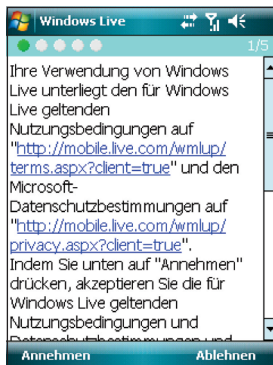 Windows Live
1/5
Ihre Verwendung von Windows
Live unterliegt den für Windows
Live geltenden
Nutzungsbedingungen auf
"http://mobile.live.com/wmlup/
terms.aspx?client=true" und den
Microsoft-
Datenschutzbestimmungen auf
"http://mobile.live.com/wmlup/
privacy.aspx?client=true".
Indem Sie unten auf "Annehmen"
drücken, akzeptieren Sie die für
Windows Live geltenden
Nutzungsbedingungen und
Datenschutzbestimmungen und
Annehmen Ablehnen